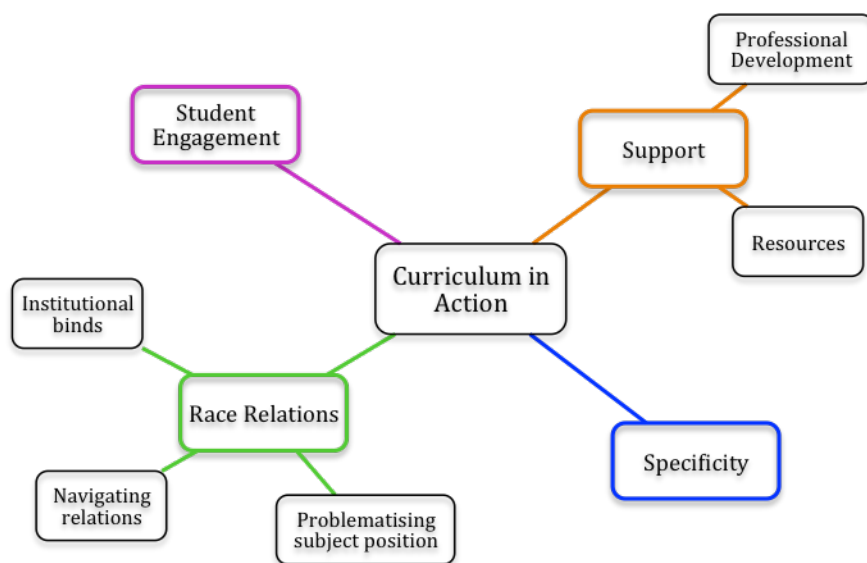 Professional
Development
Student
Engagement
Support
Resources
Curriculum in
Action
Institutional
binds
Race Relations
Specificity
Navigating
relations
Problematising
subject position